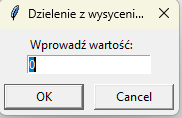 Dzielenie z wysyceni...
Wprowadź wartość:
0
OK Cancel